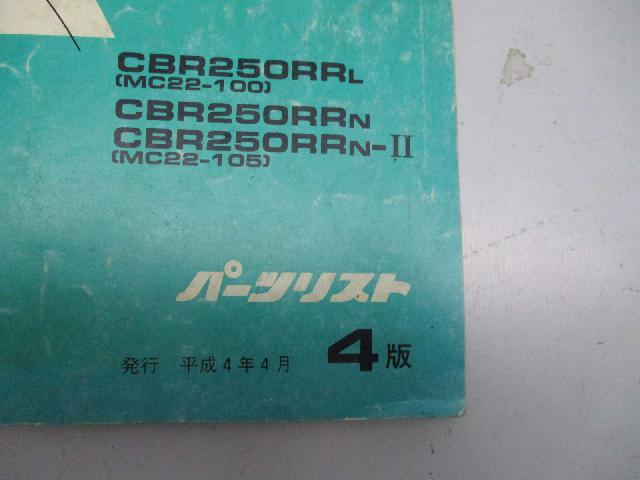 CBR250RRL
(MC22-100)
CBR250RRN
CBR250RRN-II
(MC22-105)
パーツリスト
発行 平成4年4月 4版